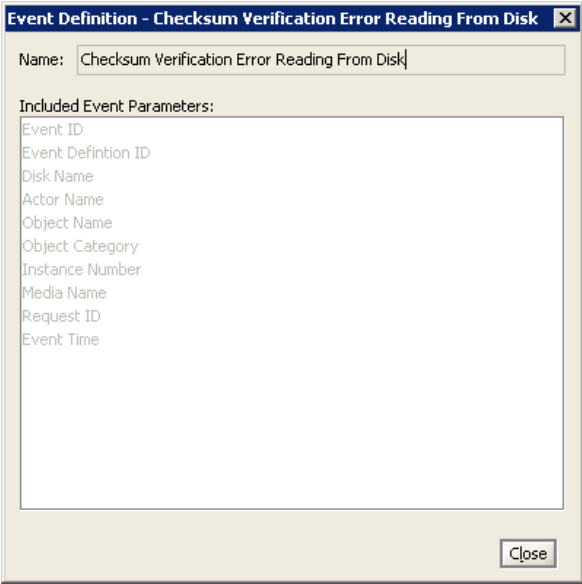 Event Definition - Checksum Verification Error Reading From Disk
Name: Checksum Verification Error Reading From Disk
Included Event Parameters:
Event ID
Event Defintion ID
Disk Name
Actor Name
Object Name
Object Category
Instance Number
Media Name
Request ID
Event Time
Close